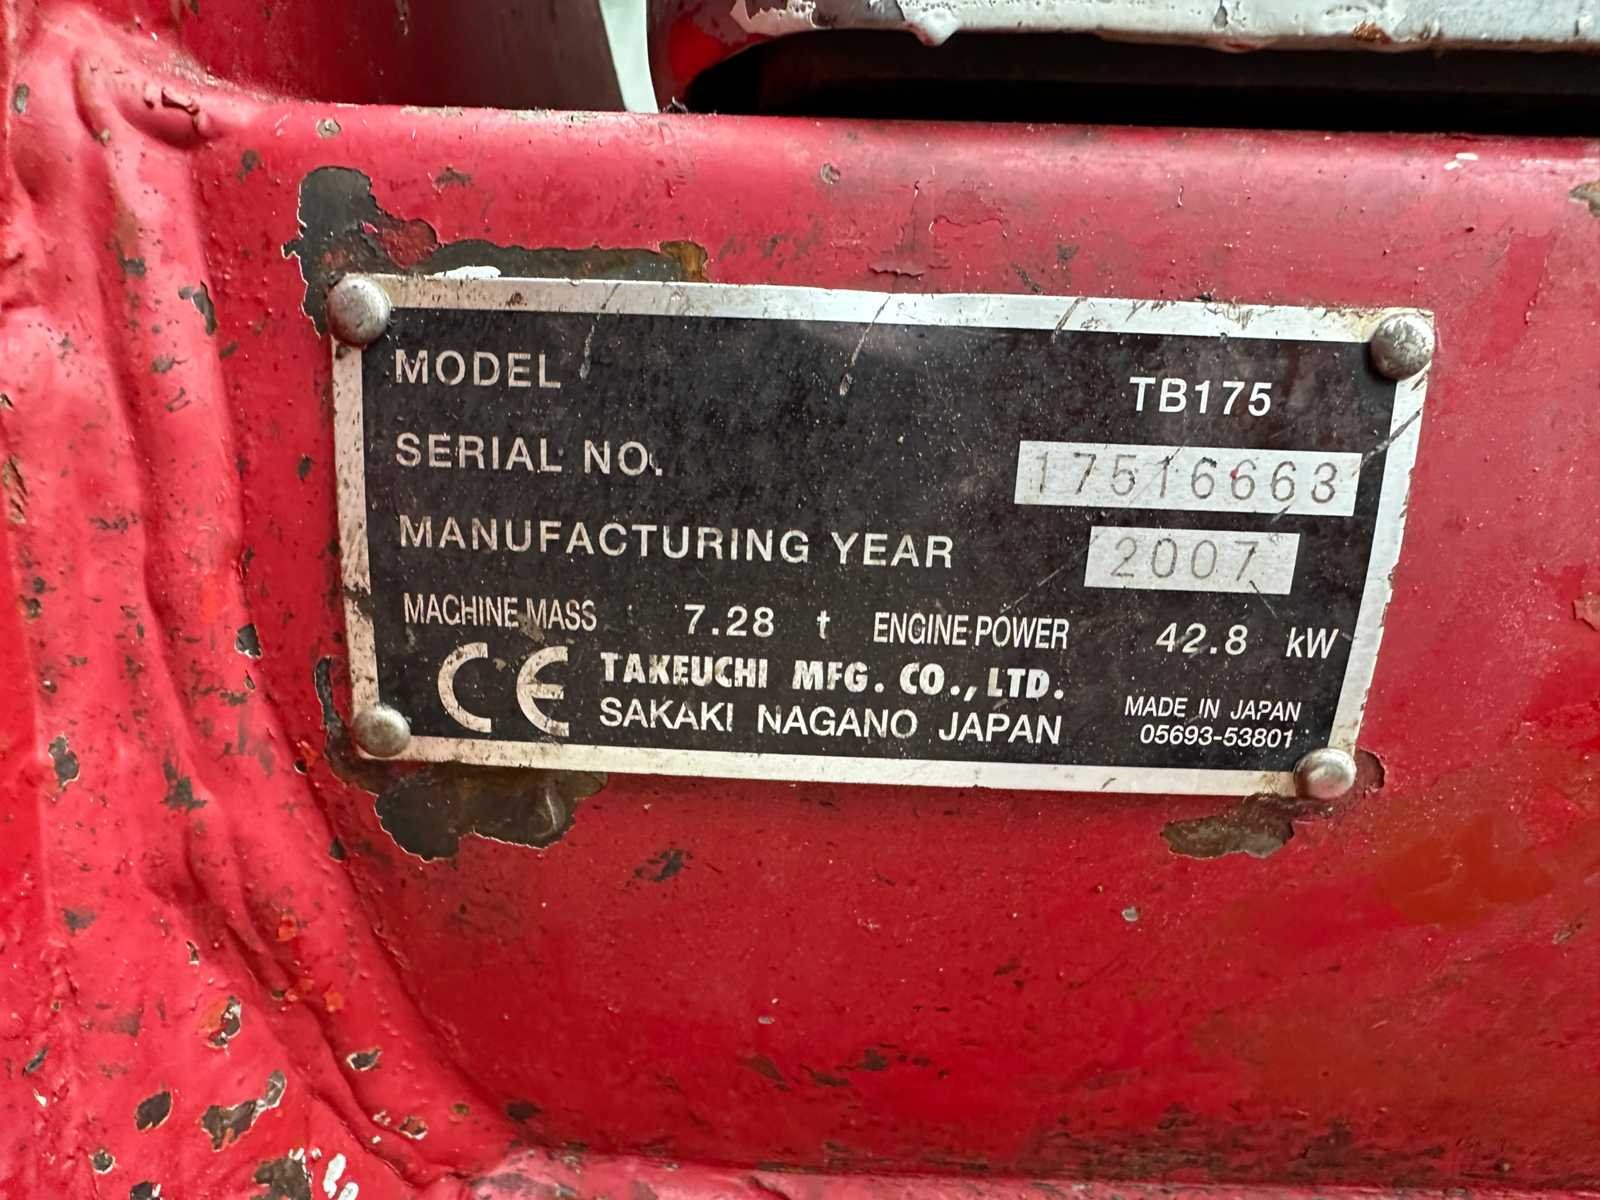 MODEL TB175
SERIAL NO. 17516663
MANUFACTURING YEAR 2007
MACHINE MASS 7.28 t ENGINE POWER 42.8 kW
CE TAKEUCHI MFG. CO., LTD.
SAKAKI NAGANO JAPAN
MADE IN JAPAN
05693-53801